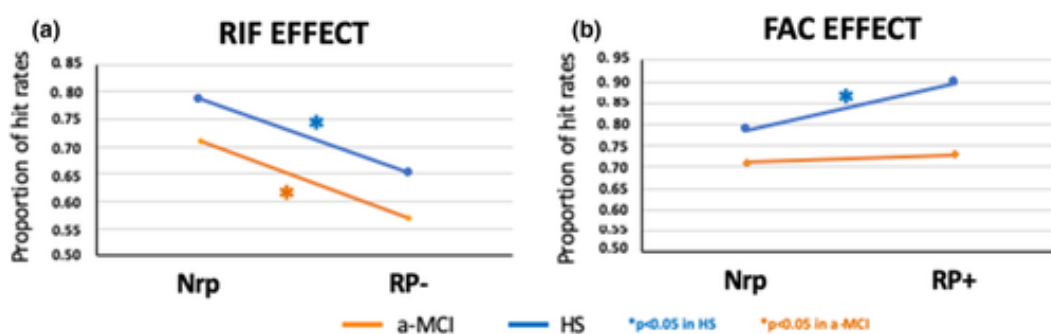 (a) RIF EFFECT
Proportion of hit rates
0.85
0.80
0.75
0.70
0.65
0.60
0.55
0.50
Nrp RP-
(b) FAC EFFECT
Proportion of hit rates
0.95
0.90
0.85
0.80
0.75
0.70
0.65
0.60
0.55
0.50
Nrp RP+
a-MCI HS *p<0.05 in HS *p<0.05 in a-MCI